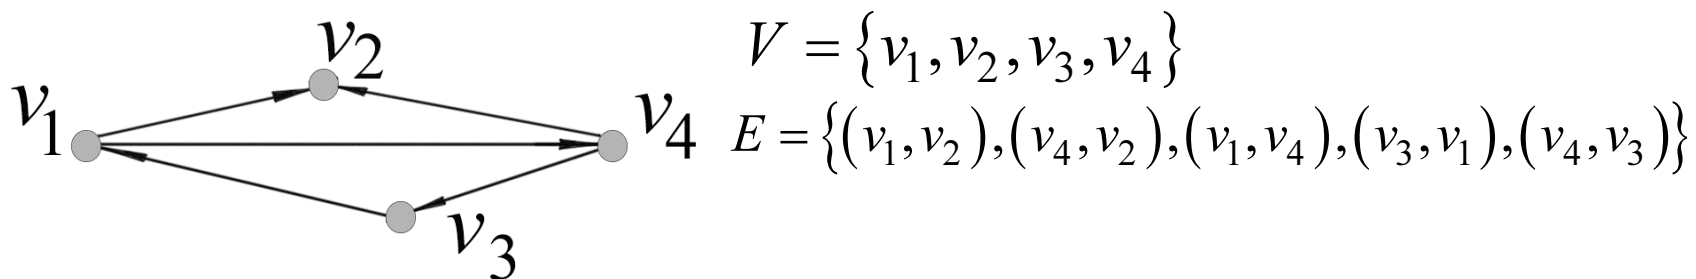 v2
V = {v1, v2, v3, v4}
v1
v4
E = {(v1, v2), (v4, v2), (v1, v4), (v3, v1), (v4, v3)}
v3